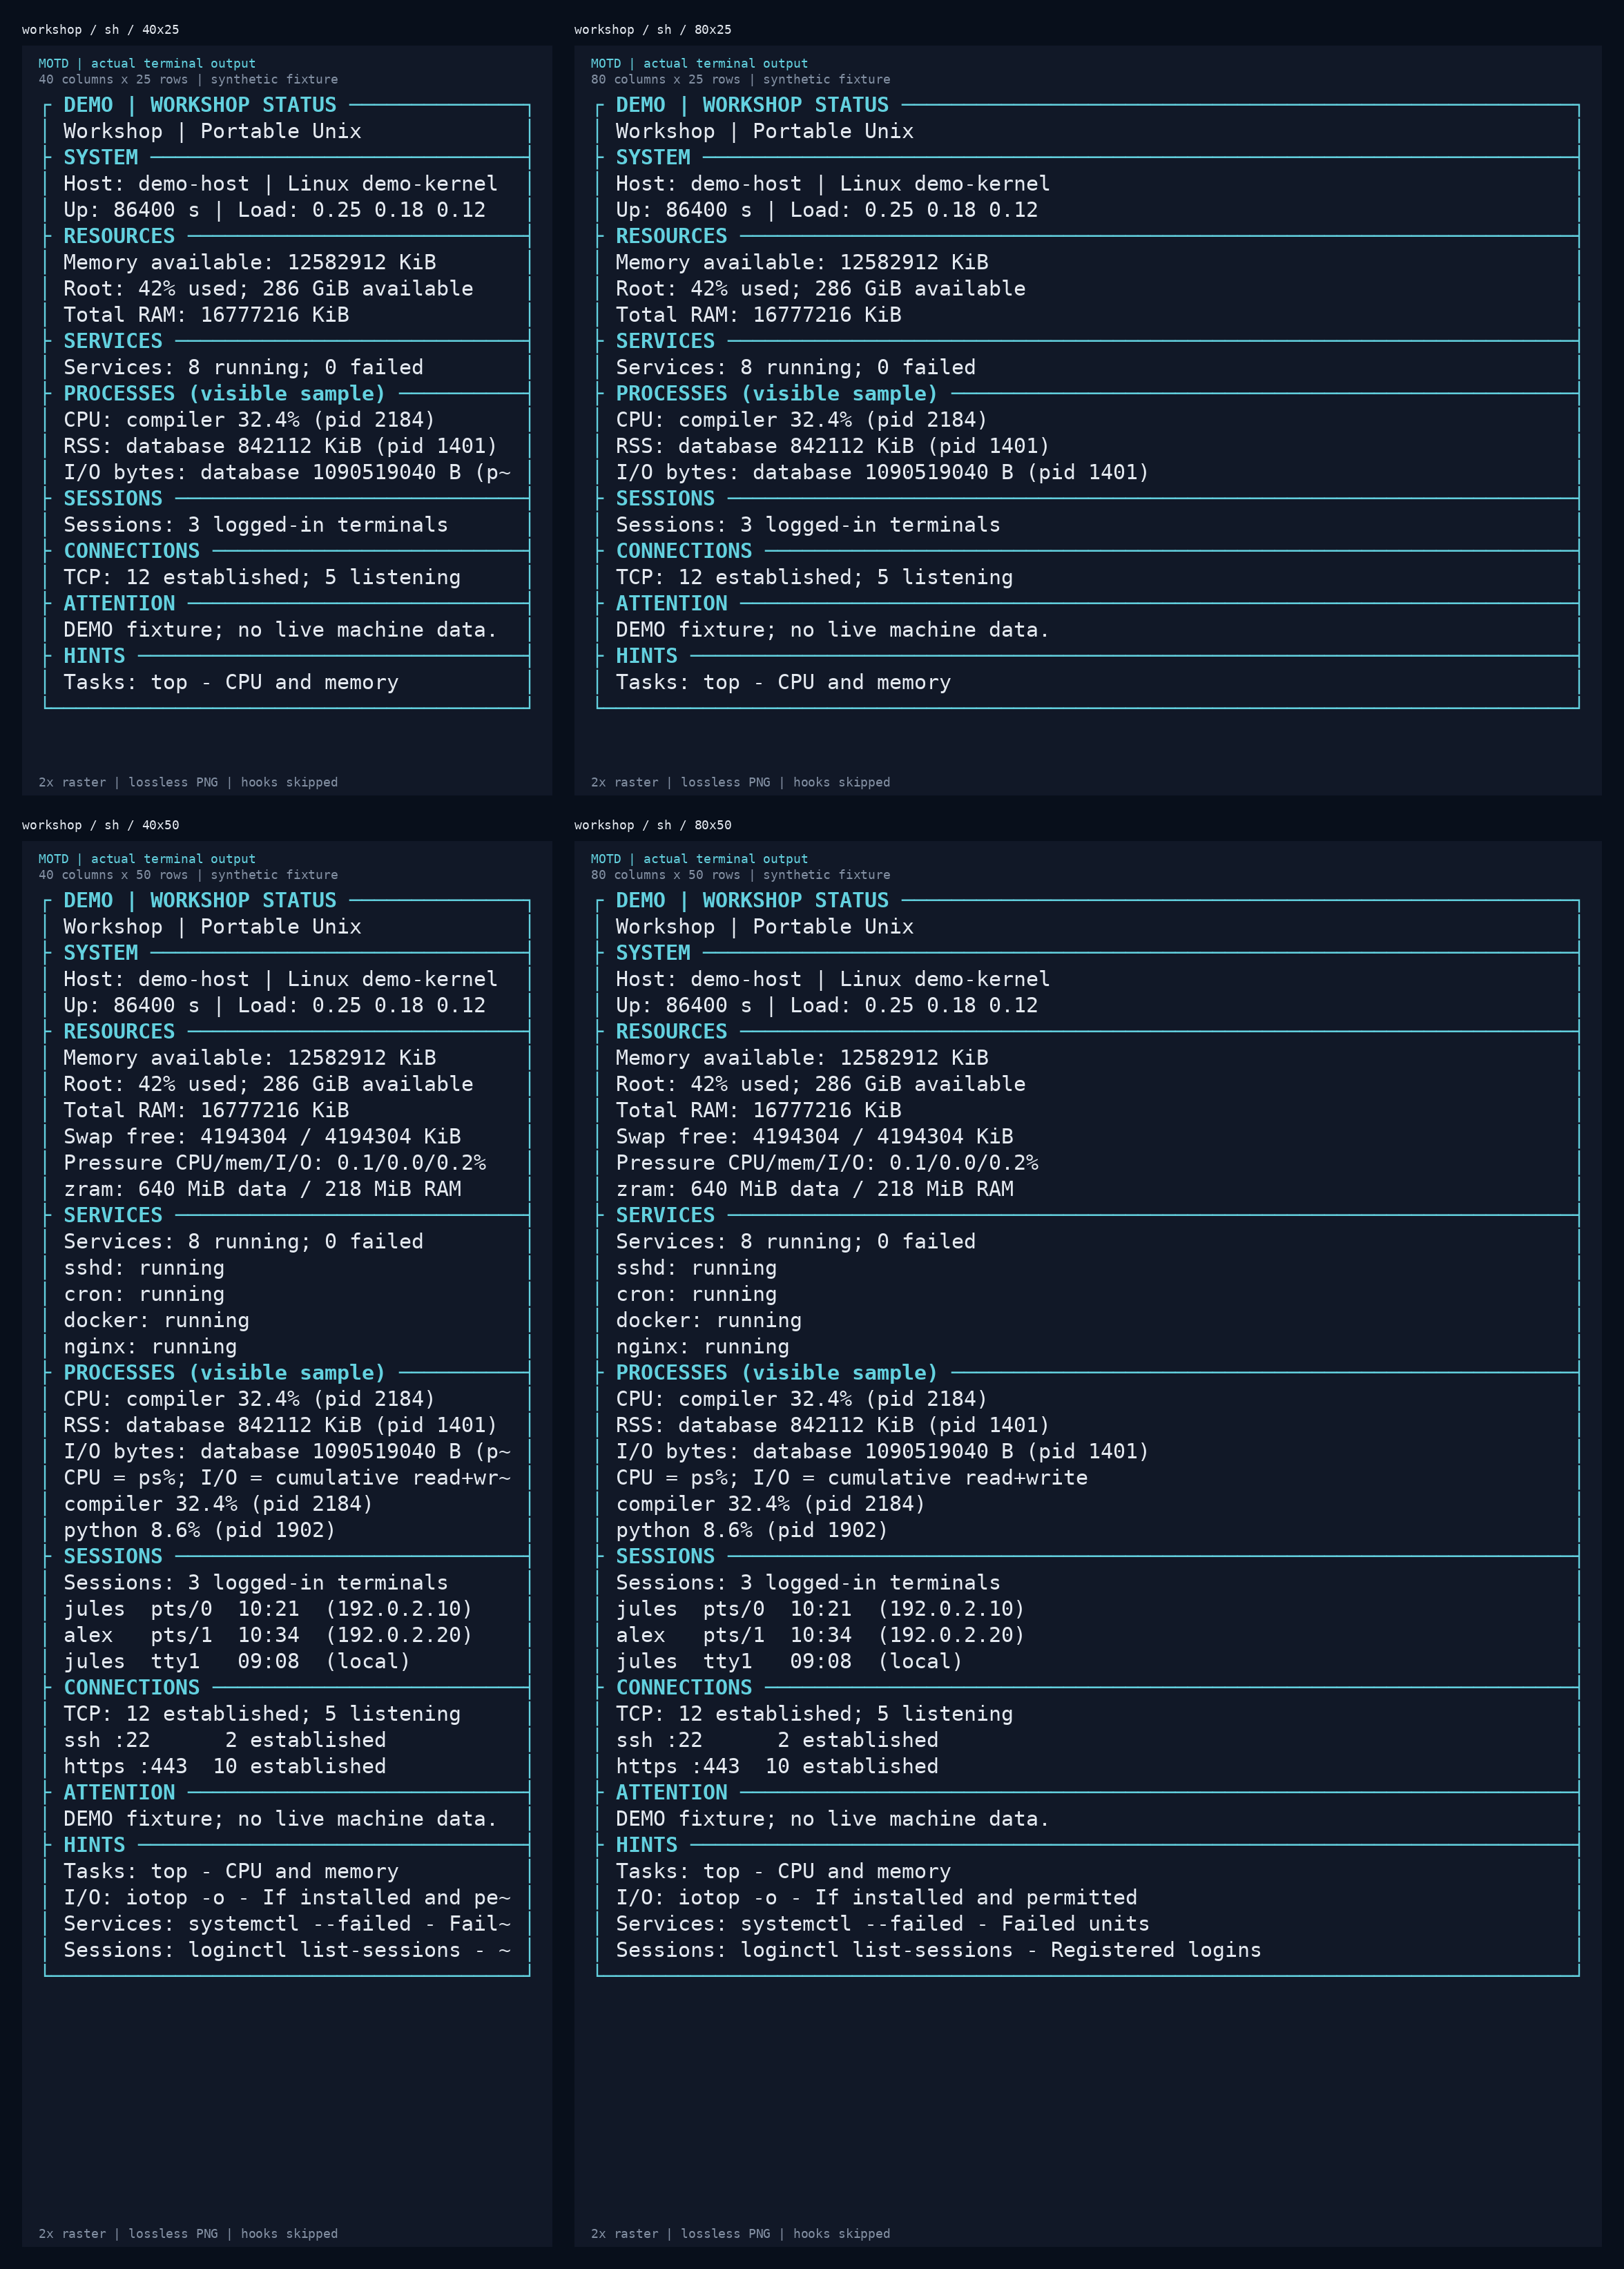 workshop / sh / 40x25
MOTD | actual terminal output
40 columns x 25 rows | synthetic fixture
DEMO | WORKSHOP STATUS
Workshop | Portable Unix
SYSTEM
Host: demo-host | Linux demo-kernel
Up: 86400 s | Load: 0.25 0.18 0.12
RESOURCES
Memory available: 12582912 KiB
Root: 42% used; 286 GiB available
Total RAM: 16777216 KiB
SERVICES
Services: 8 running; 0 failed
PROCESSES (visible sample)
CPU: compiler 32.4% (pid 2184)
RSS: database 842112 KiB (pid 1401)
I/O bytes: database 1090519040 B (p~
SESSIONS
Sessions: 3 logged-in terminals
CONNECTIONS
TCP: 12 established; 5 listening
ATTENTION
DEMO fixture; no live machine data.
HINTS
Tasks: top - CPU and memory
2x raster | lossless PNG | hooks skipped
workshop / sh / 80x25
MOTD | actual terminal output
80 columns x 25 rows | synthetic fixture
DEMO | WORKSHOP STATUS
Workshop | Portable Unix
SYSTEM
Host: demo-host | Linux demo-kernel
Up: 86400 s | Load: 0.25 0.18 0.12
RESOURCES
Memory available: 12582912 KiB
Root: 42% used; 286 GiB available
Total RAM: 16777216 KiB
SERVICES
Services: 8 running; 0 failed
PROCESSES (visible sample)
CPU: compiler 32.4% (pid 2184)
RSS: database 842112 KiB (pid 1401)
I/O bytes: database 1090519040 B (pid 1401)
SESSIONS
Sessions: 3 logged-in terminals
CONNECTIONS
TCP: 12 established; 5 listening
ATTENTION
DEMO fixture; no live machine data.
HINTS
Tasks: top - CPU and memory
2x raster | lossless PNG | hooks skipped
workshop / sh / 40x50
MOTD | actual terminal output
40 columns x 50 rows | synthetic fixture
DEMO | WORKSHOP STATUS
Workshop | Portable Unix
SYSTEM
Host: demo-host | Linux demo-kernel
Up: 86400 s | Load: 0.25 0.18 0.12
RESOURCES
Memory available: 12582912 KiB
Root: 42% used; 286 GiB available
Total RAM: 16777216 KiB
Swap free: 4194304 / 4194304 KiB
Pressure CPU/mem/I/O: 0.1/0.0/0.2%
zram: 640 MiB data / 218 MiB RAM
SERVICES
Services: 8 running; 0 failed
sshd: running
cron: running
docker: running
nginx: running
PROCESSES (visible sample)
CPU: compiler 32.4% (pid 2184)
RSS: database 842112 KiB (pid 1401)
I/O bytes: database 1090519040 B (p~
CPU = ps%; I/O = cumulative read+wr~
compiler 32.4% (pid 2184)
python 8.6% (pid 1902)
SESSIONS
Sessions: 3 logged-in terminals
jules  pts/0  10:21  (192.0.2.10)
alex   pts/1  10:34  (192.0.2.20)
jules  tty1   09:08  (local)
CONNECTIONS
TCP: 12 established; 5 listening
ssh :22      2 established
https :443  10 established
ATTENTION
DEMO fixture; no live machine data.
HINTS
Tasks: top - CPU and memory
I/O: iotop -o - If installed and pe~
Services: systemctl --failed - Fail~
Sessions: loginctl list-sessions - ~
2x raster | lossless PNG | hooks skipped
workshop / sh / 80x50
MOTD | actual terminal output
80 columns x 50 rows | synthetic fixture
DEMO | WORKSHOP STATUS
Workshop | Portable Unix
SYSTEM
Host: demo-host | Linux demo-kernel
Up: 86400 s | Load: 0.25 0.18 0.12
RESOURCES
Memory available: 12582912 KiB
Root: 42% used; 286 GiB available
Total RAM: 16777216 KiB
Swap free: 4194304 / 4194304 KiB
Pressure CPU/mem/I/O: 0.1/0.0/0.2%
zram: 640 MiB data / 218 MiB RAM
SERVICES
Services: 8 running; 0 failed
sshd: running
cron: running
docker: running
nginx: running
PROCESSES (visible sample)
CPU: compiler 32.4% (pid 2184)
RSS: database 842112 KiB (pid 1401)
I/O bytes: database 1090519040 B (pid 1401)
CPU = ps%; I/O = cumulative read+write
compiler 32.4% (pid 2184)
python 8.6% (pid 1902)
SESSIONS
Sessions: 3 logged-in terminals
jules  pts/0  10:21  (192.0.2.10)
alex   pts/1  10:34  (192.0.2.20)
jules  tty1   09:08  (local)
CONNECTIONS
TCP: 12 established; 5 listening
ssh :22      2 established
https :443  10 established
ATTENTION
DEMO fixture; no live machine data.
HINTS
Tasks: top - CPU and memory
I/O: iotop -o - If installed and permitted
Services: systemctl --failed - Failed units
Sessions: loginctl list-sessions - Registered logins
2x raster | lossless PNG | hooks skipped